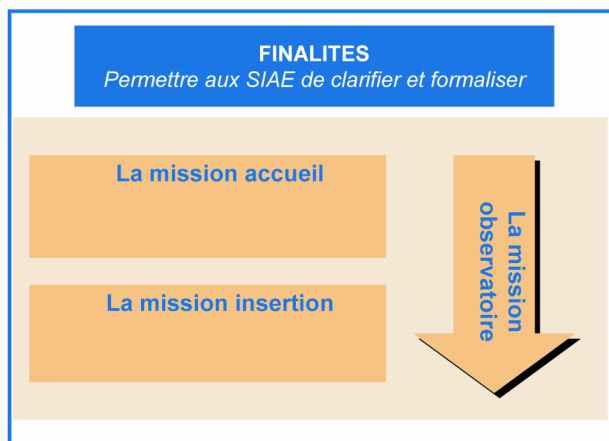 FINALITES
Permettre aux SIAE de clarifier et formaliser
La mission accueil
La mission insertion
La mission
observatoire